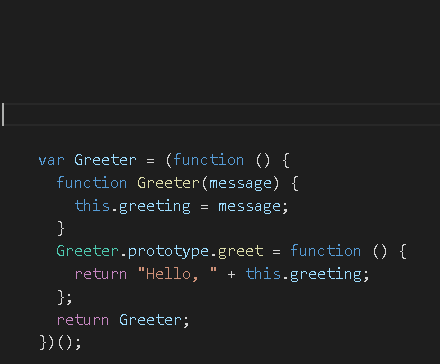 var Greeter = (function () {
  function Greeter(message) {
    this.greeting = message;
  }
  Greeter.prototype.greet = function () {
    return "Hello, " + this.greeting;
  };
  return Greeter;
})();